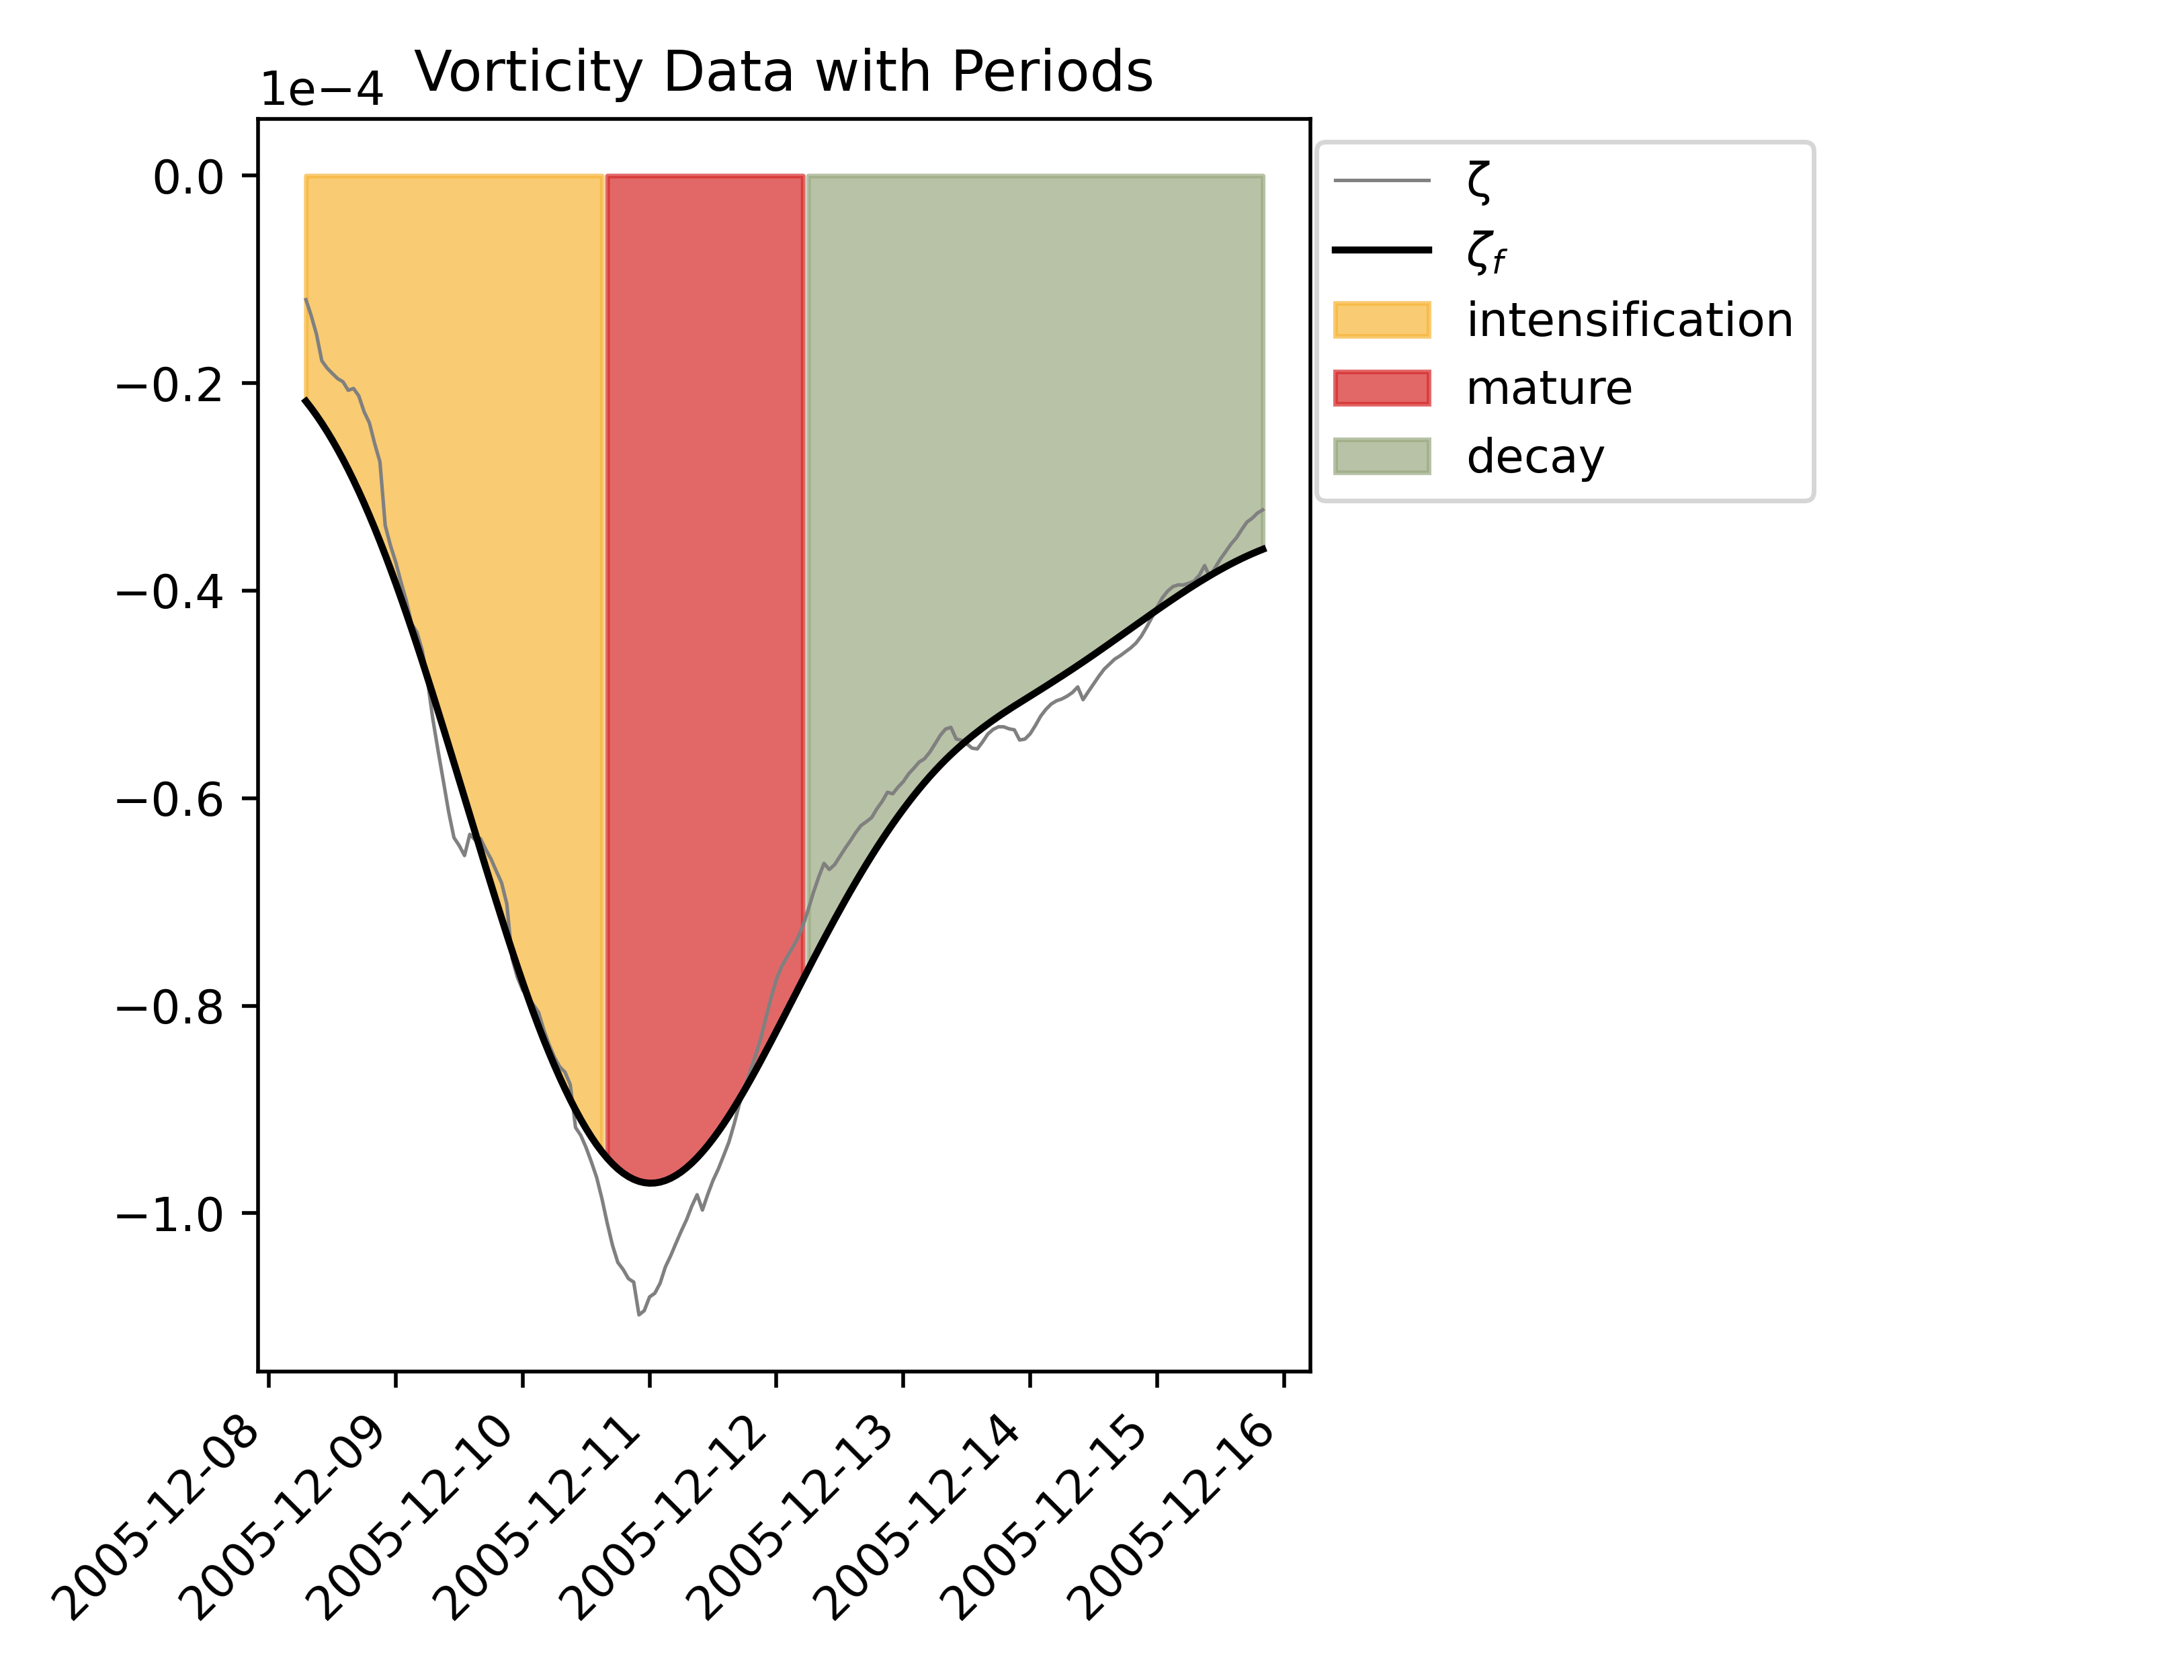 Vorticity Data with Periods
1e−4
0.0
−0.2
−0.4
−0.6
−0.8
−1.0
2005-12-08
2005-12-09
2005-12-10
2005-12-11
2005-12-12
2005-12-13
2005-12-14
2005-12-15
2005-12-16
ζ
ζf
intensification
mature
decay